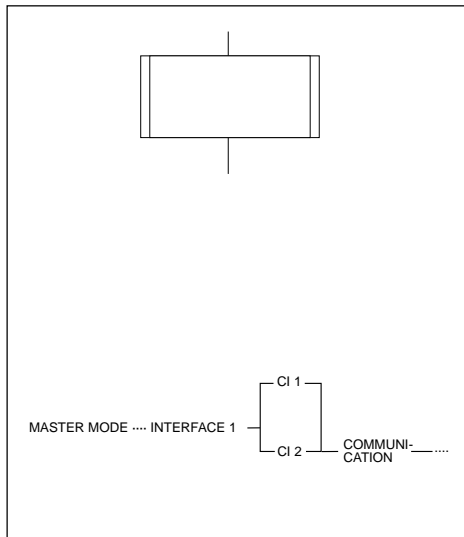 CI 1
MASTER MODE ···· INTERFACE 1
CI 2
COMMUNI-
CATION
····